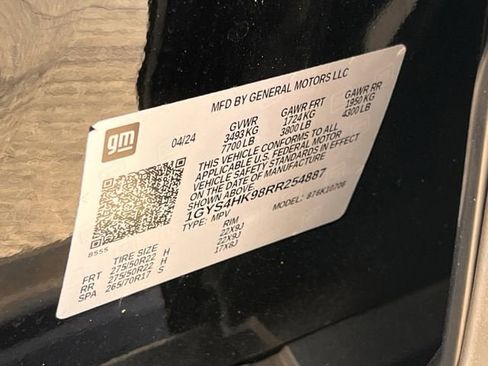 MFD BY GENERAL MOTORS LLC
gm
04/24
GVWR GAWR FRT GAWR RR
3493 KG 1724 KG 1950 KG
7700 LB 3800 LB 4300 LB
THIS VEHICLE CONFORMS TO ALL
APPLICABLE U.S. FEDERAL MOTOR
VEHICLE SAFETY STANDARDS IN EFFECT
ON THE DATE OF MANUFACTURE
SHOWN ABOVE.
1GYS4HK98RR254887
TYPE: MPV MODEL:
8555
TIRE SIZE RIM
FRT 275/50R22 H 22X9J
RR 275/50R22 H 22X9J
SPA 265/70R17 S 17X8J